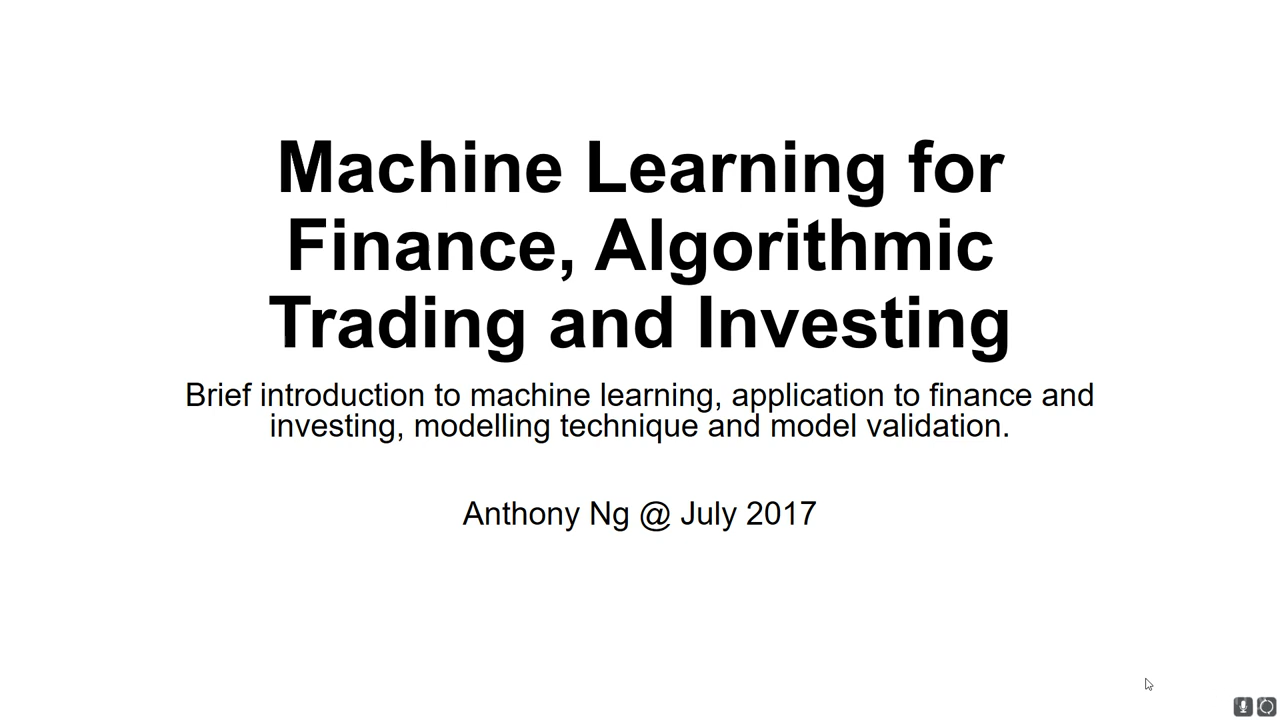 Machine Learning for
Finance, Algorithmic
Trading and Investing
Brief introduction to machine learning, application to finance and
investing, modelling technique and model validation.
Anthony Ng @ July 2017